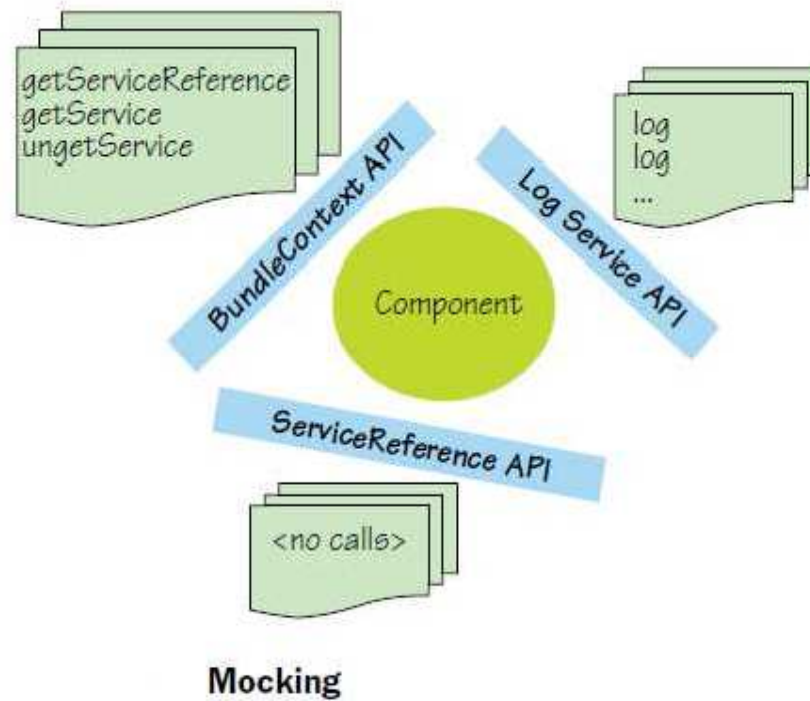 getServiceReference
getService
ungetService
log
log
...
BundleContext API
Log Service API
Component
ServiceReference API
<no calls>
Mocking